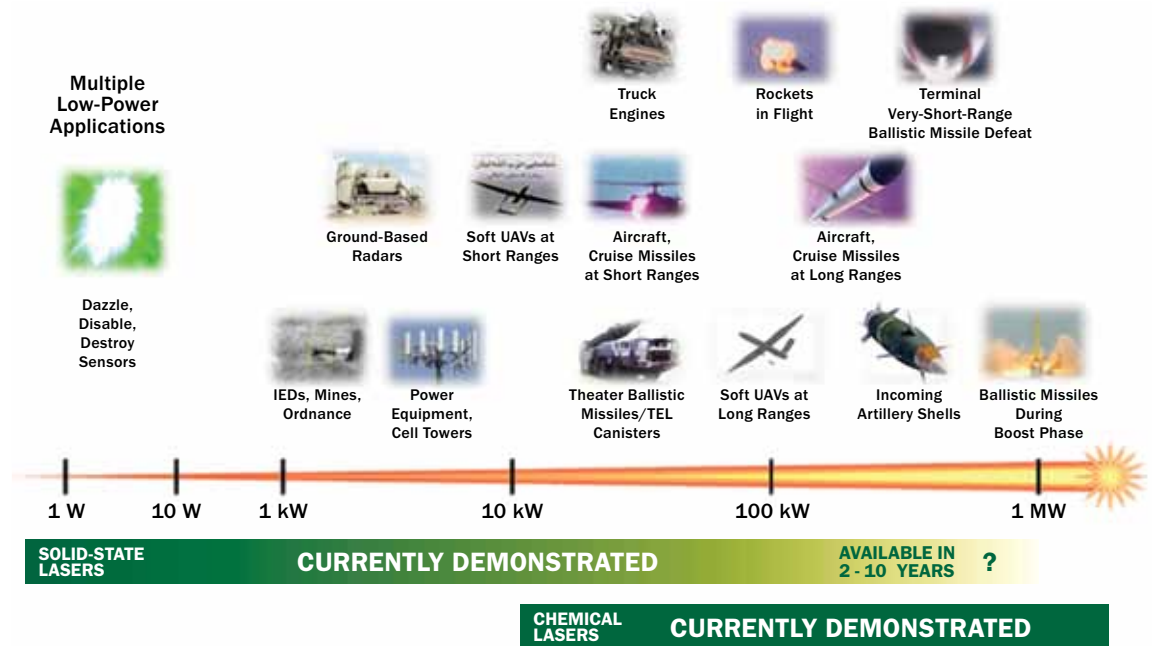 Multiple
Low-Power
Applications
Dazzle,
Disable,
Destroy
Sensors
Truck
Engines
Rockets
in Flight
Terminal
Very-Short-Range
Ballistic Missile Defeat
Ground-Based
Radars
Soft UAVs at
Short Ranges
Aircraft,
Cruise Missiles
at Short Ranges
Aircraft,
Cruise Missiles
at Long Ranges
IEDs, Mines,
Ordnance
Power
Equipment,
Cell Towers
Theater Ballistic
Missiles/TEL
Canisters
Soft UAVs at
Long Ranges
Incoming
Artillery Shells
Ballistic Missiles
During
Boost Phase
1 W 10 W 1 kW 10 kW 100 kW 1 MW
SOLID-STATE
LASERS
CURRENTLY DEMONSTRATED
AVAILABLE IN
2 - 10 YEARS
?
CHEMICAL
LASERS
CURRENTLY DEMONSTRATED